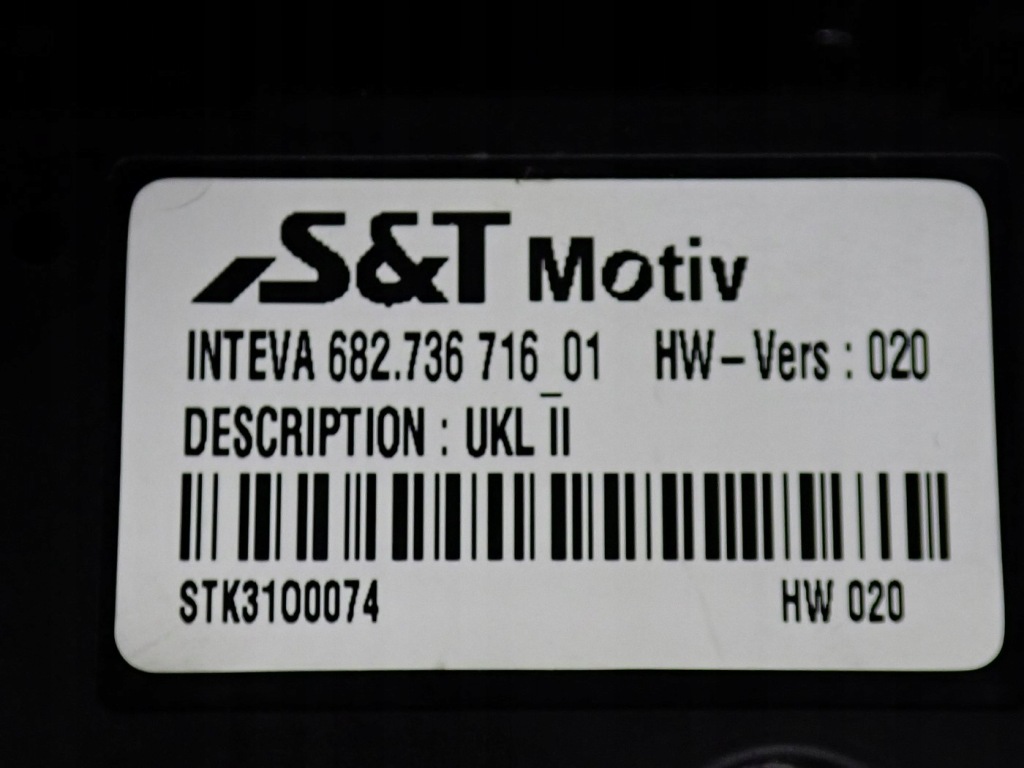 S&T Motiv
INTEVA 682.736 716_01 HW-Vers : 020
DESCRIPTION : UKL II
STK3100074 HW 020